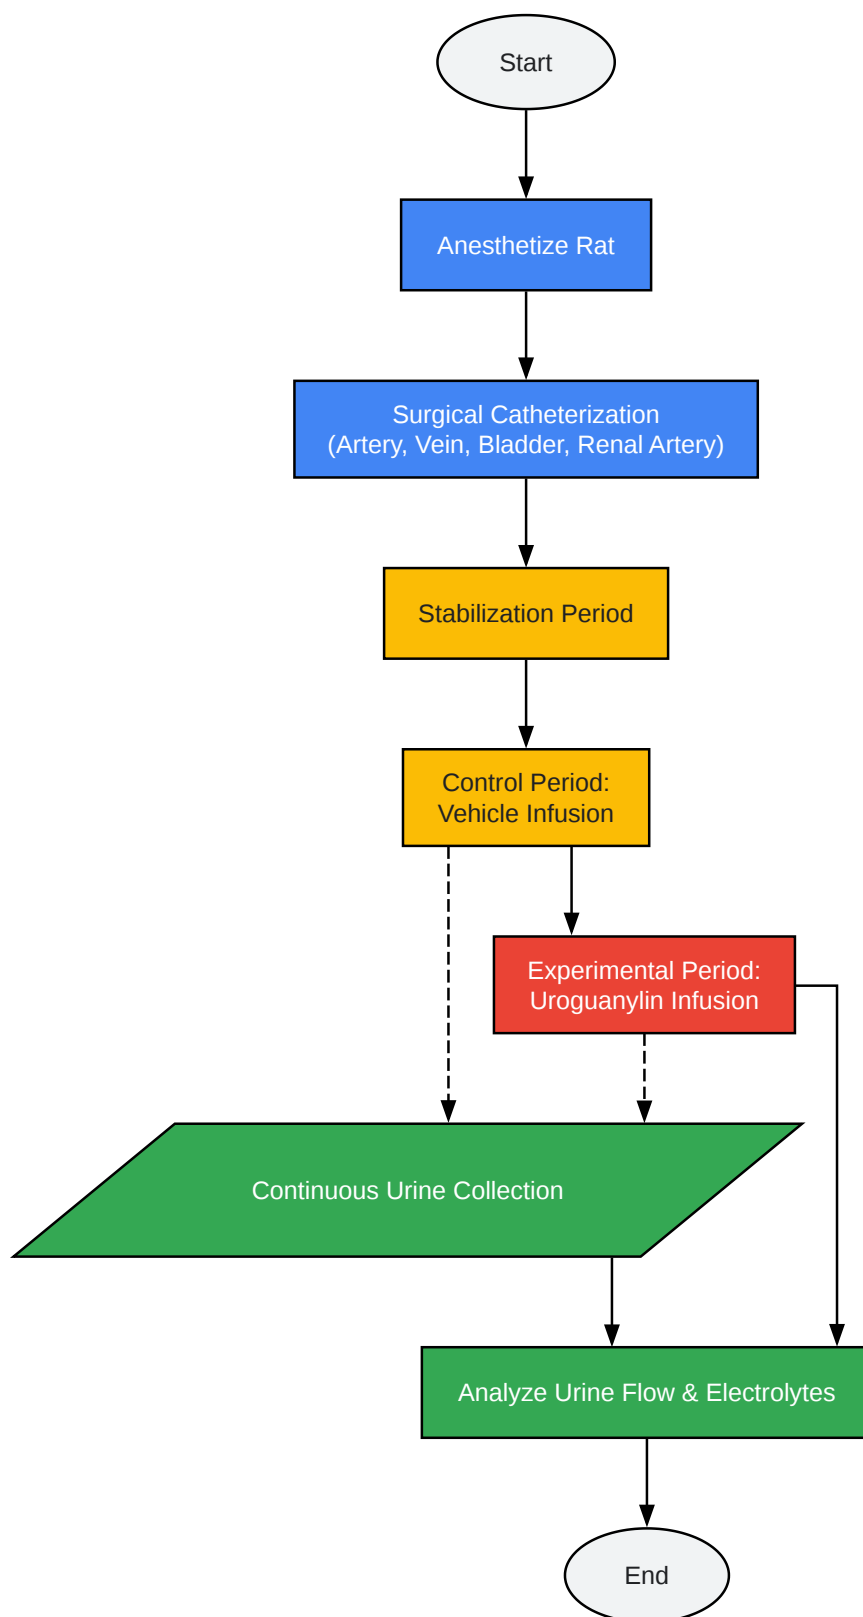 Start
Anesthetize Rat
Surgical Catheterization
(Artery, Vein, Bladder, Renal Artery)
Stabilization Period
Control Period:
Vehicle Infusion
Experimental Period:
Uroguanylin Infusion
Continuous Urine Collection
Analyze Urine Flow & Electrolytes
End